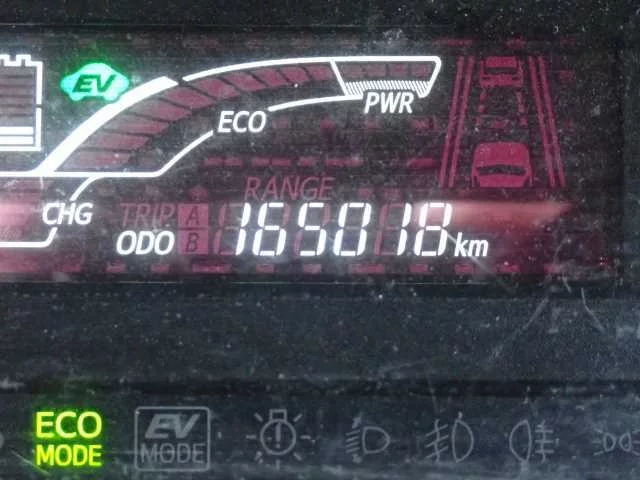 EV
ECO
PWR
RANGE
CHG
TRIP A
ODO B 165018 km
ECO MODE
EV MODE